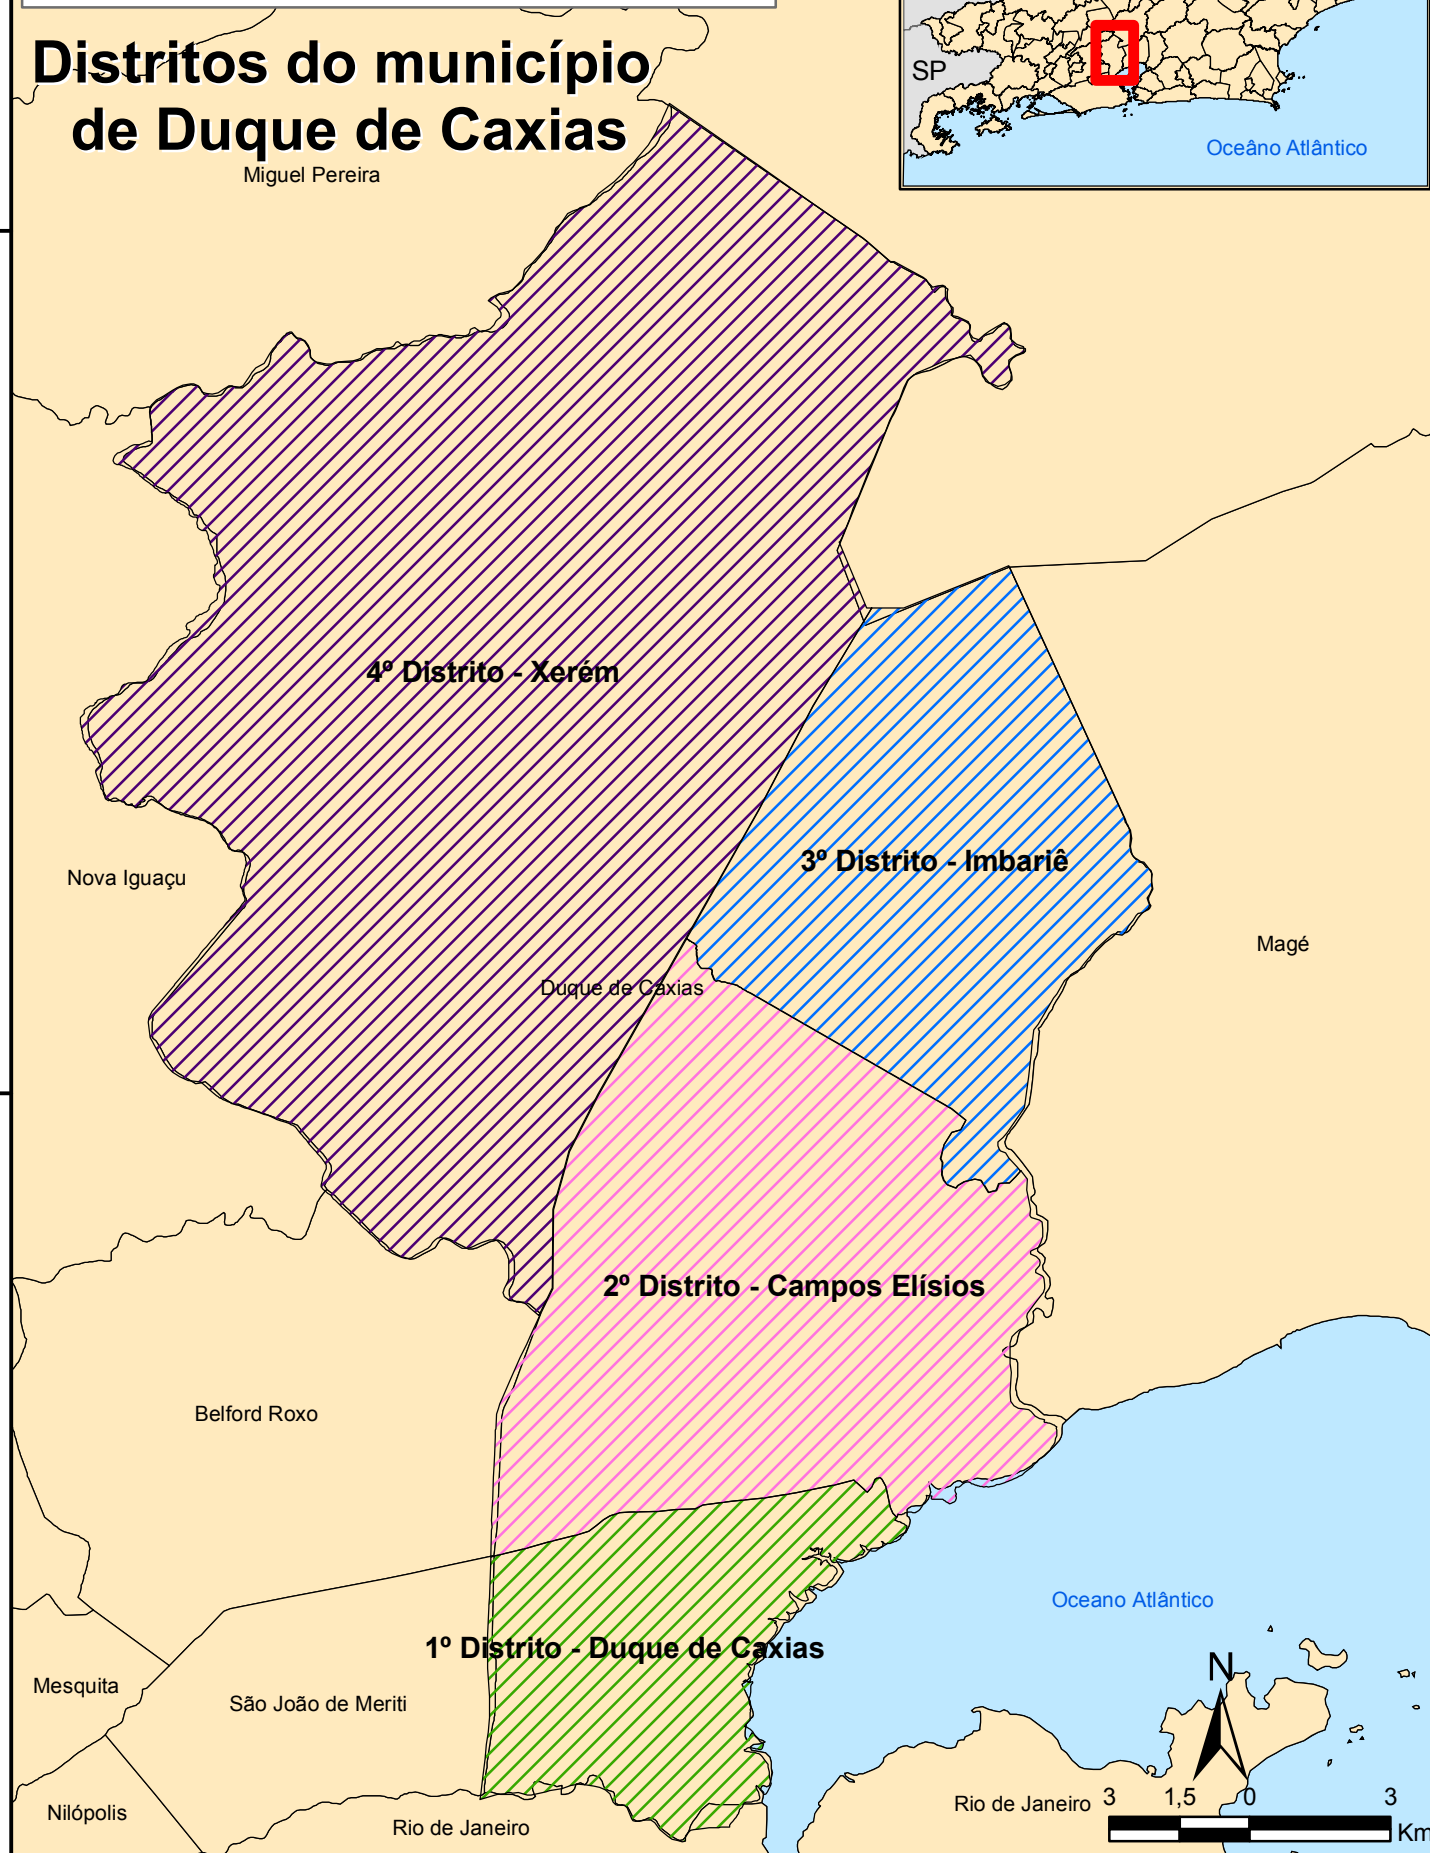 Distritos do município
de Duque de Caxias
SP
Oceâno Atlântico
Miguel Pereira
4º Distrito - Xerém
3º Distrito - Imbariê
Nova Iguaçu
Magé
Duque de Caxias
2º Distrito - Campos Elísios
Belford Roxo
Oceano Atlântico
1º Distrito - Duque de Caxias
N
Mesquita
São João de Meriti
Nilópolis
Rio de Janeiro
Rio de Janeiro
3 1,5 0 3
Km